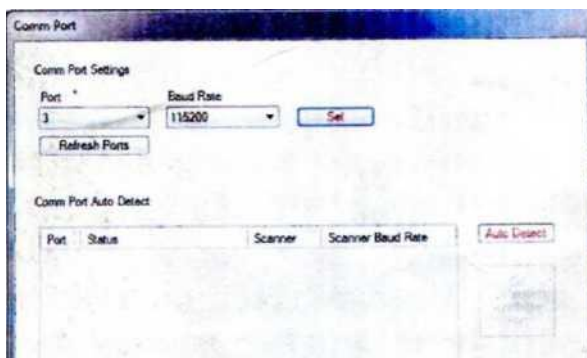 Comm Port
Comm Port Settings
Port Baud Rate
3 115200 Set
Refresh Ports
Comm Port Auto Detect
Port Status Scanner Scanner Baud Rate Auto Detect